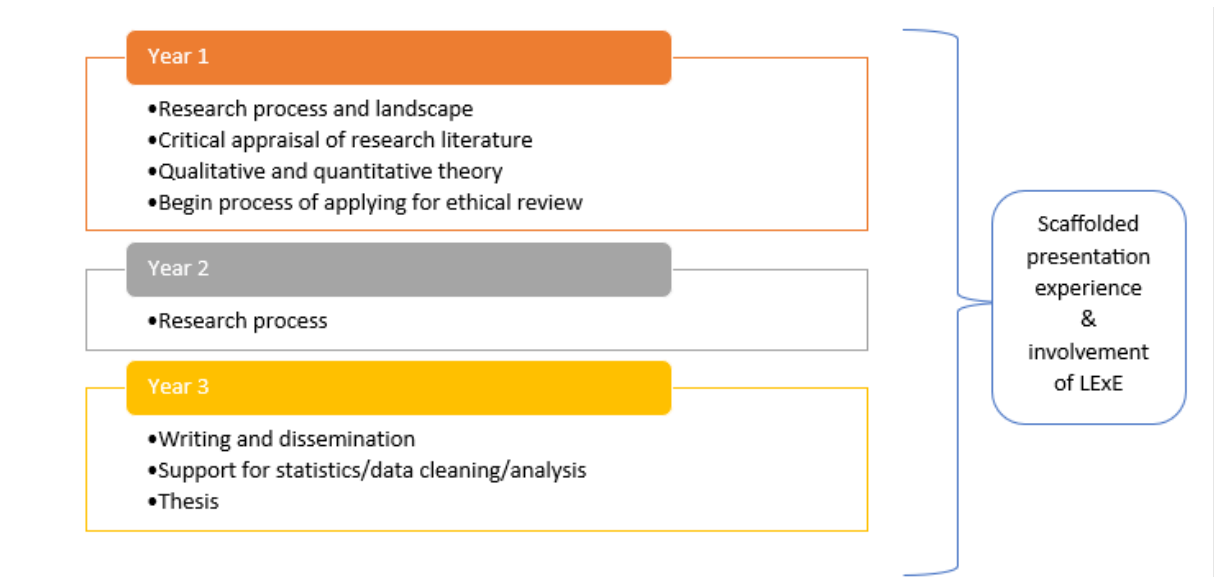 Year 1
•Research process and landscape
•Critical appraisal of research literature
•Qualitative and quantitative theory
•Begin process of applying for ethical review
Year 2
•Research process
Year 3
•Writing and dissemination
•Support for statistics/data cleaning/analysis
•Thesis
Scaffolded
presentation
experience
&
involvement
of LExE